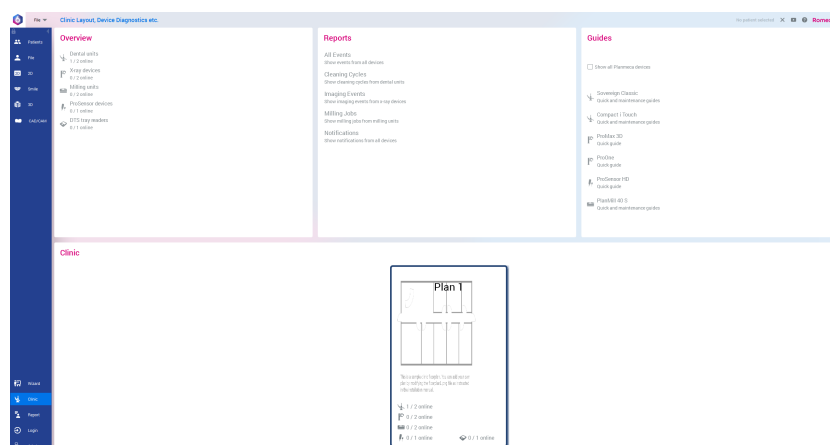 File
Clinic Layout, Device Diagnostics etc.
No patient selected
Romeo
Patients
File
2D
Smile
3D
CAD/CAM
Overview
Dental units
1 / 2 online
X-ray devices
0 / 2 online
Milling units
0 / 2 online
ProSensor devices
0 / 1 online
DTS tray readers
0 / 1 online
Reports
All Events
Show events from all devices
Cleaning Cycles
Show cleaning cycles from dental units
Imaging Events
Show imaging events from x-ray devices
Milling Jobs
Show milling jobs from milling units
Notifications
Show notifications from all devices
Guides
Show all Planmeca devices
Sovereign Classic
Quick and maintenance guides
Compact i Touch
Quick and maintenance guides
ProMax 3D
Quick guide
ProOne
Quick guide
ProSensor HD
Quick guide
PlanMill 40 S
Quick and maintenance guides
Clinic
Plan 1
1 / 2 online
0 / 2 online
0 / 2 online
0 / 1 online
0 / 1 online
Wizard
Clinic
Report
Login